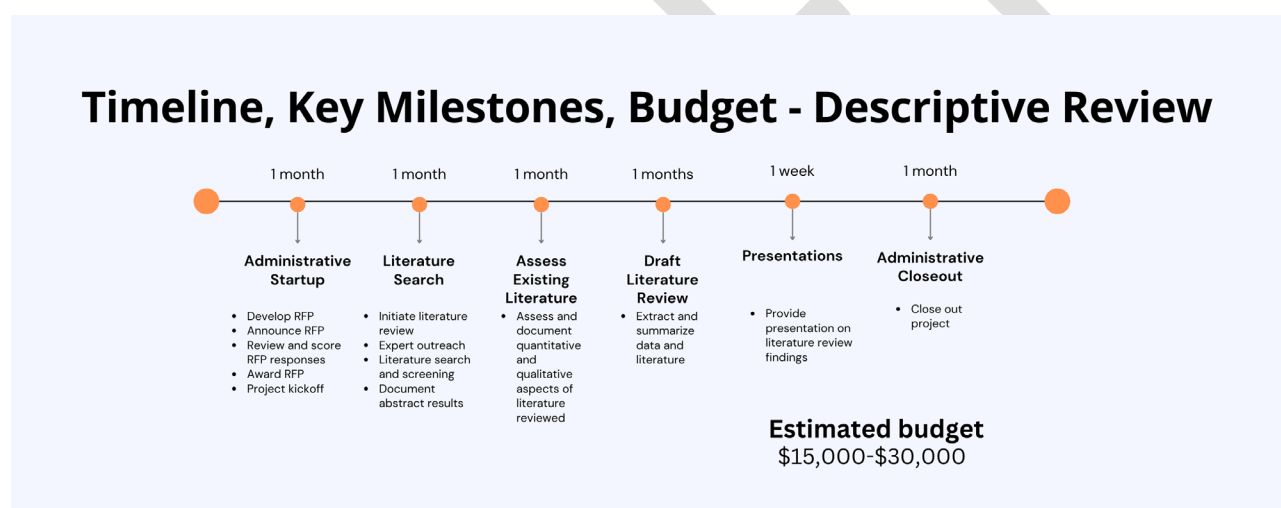 Timeline, Key Milestones, Budget - Descriptive Review
1 month
1 month
1 month
1 months
1 week
1 month
Administrative
Startup
• Develop RFP
• Announce RFP
• Review and score
RFP responses
• Award RFP
• Project kickoff
Literature
Search
• Initiate literature
review
• Expert outreach
• Literature search
and screening
• Document
abstract results
Assess
Existing
Literature
• Assess and
document
quantitative
and
qualitative
aspects of
literature
reviewed
Draft
Literature
Review
• Extract and
summarize
data and
literature
Presentations
• Provide
presentation on
literature review
findings
Administrative
Closeout
• Close out
project
Estimated budget
$15,000-$30,000